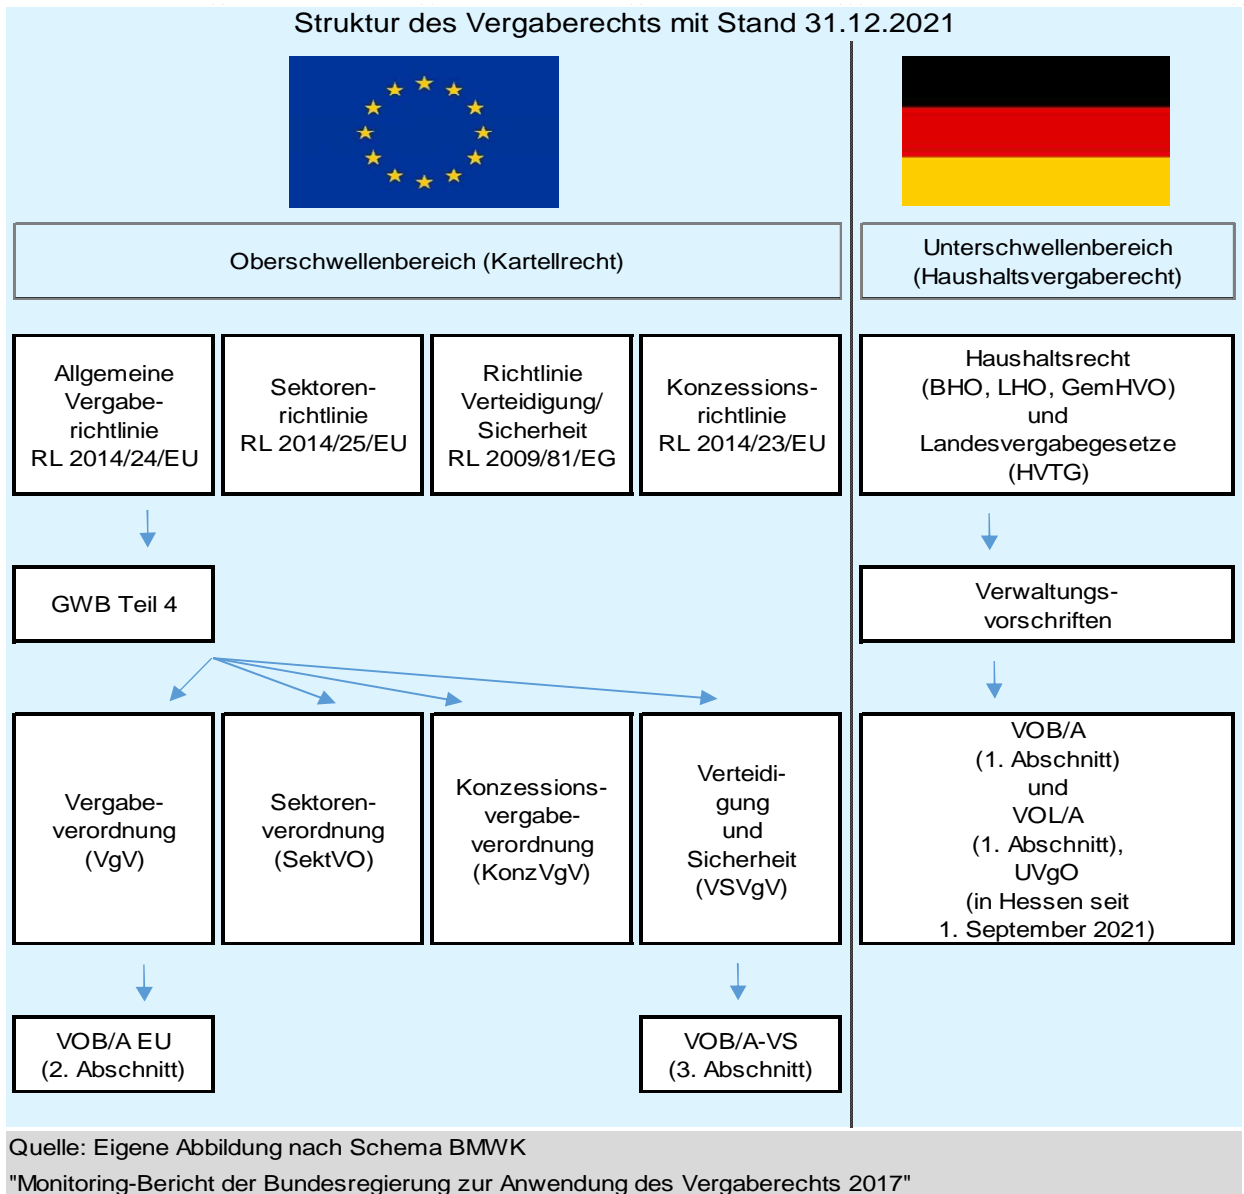 Struktur des Vergaberechts mit Stand 31.12.2021
Oberschwellenbereich (Kartellrecht)
Unterschwellenbereich
(Haushaltsvergaberecht)
Allgemeine
Vergabe-
richtlinie
RL 2014/24/EU
Sektoren-
richtlinie
RL 2014/25/EU
Richtlinie
Verteidigung/
Sicherheit
RL 2009/81/EG
Konzessions-
richtlinie
RL 2014/23/EU
Haushaltsrecht
(BHO, LHO, GemHVO)
und
Landesvergabegesetze
(HVTG)
GWB Teil 4
Verwaltungs-
vorschriften
Vergabe-
verordnung
(VgV)
Sektoren-
verordnung
(SektVO)
Konzessions-
vergabe-
verordnung
(KonzVgV)
Verteidi-
gung
und
Sicherheit
(VSVgV)
VOB/A
(1. Abschnitt)
und
VOL/A
(1. Abschnitt),
UVgO
(in Hessen seit
1. September 2021)
VOB/A EU
(2. Abschnitt)
VOB/A-VS
(3. Abschnitt)
Quelle: Eigene Abbildung nach Schema BMWK
"Monitoring-Bericht der Bundesregierung zur Anwendung des Vergaberechts 2017"